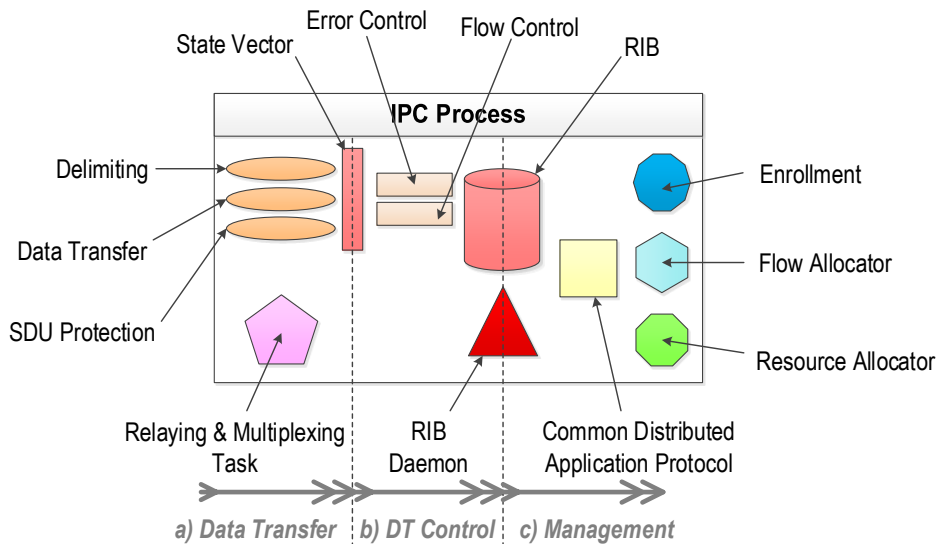 Error Control
Flow Control
State Vector
RIB
IPC Process
Delimiting
Enrollment
Data Transfer
Flow Allocator
SDU Protection
Resource Allocator
Relaying & Multiplexing
Task
RIB
Daemon
Common Distributed
Application Protocol
a) Data Transfer
b) DT Control
c) Management